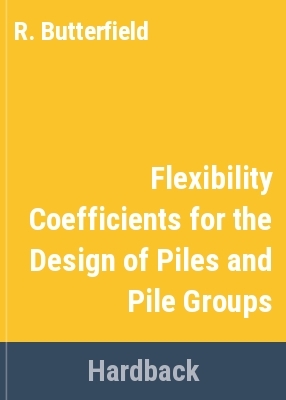 R. Butterfield
Flexibility
Coefficients for the
Design of Piles and
Pile Groups
Hardback